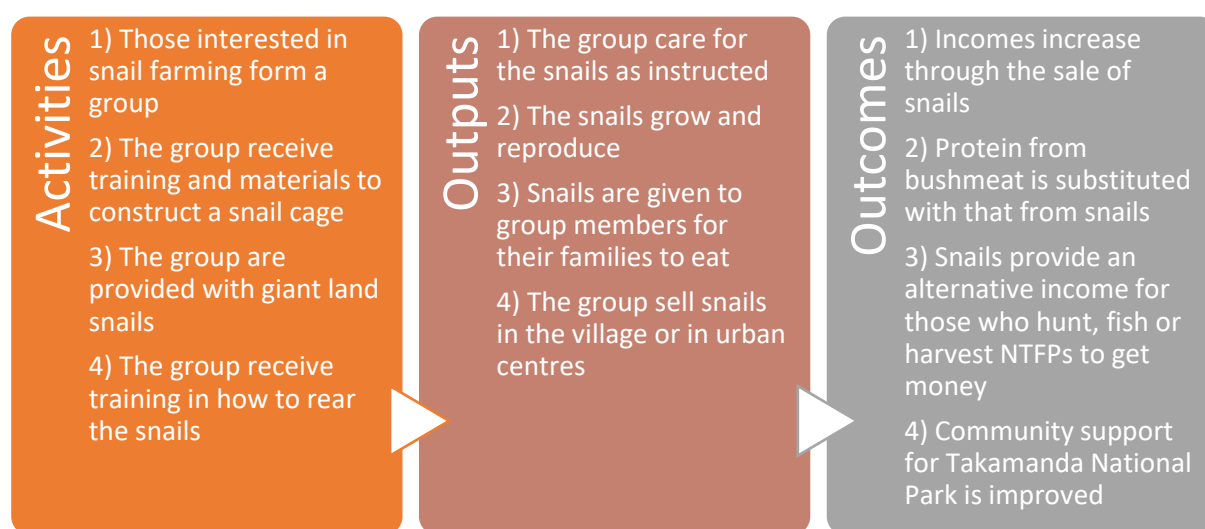 Activities
1) Those interested in
snail farming form a
group
2) The group receive
training and materials to
construct a snail cage
3) The group are
provided with giant land
snails
4) The group receive
training in how to rear
the snails
Outputs
1) The group care for
the snails as instructed
2) The snails grow and
reproduce
3) Snails are given to
group members for
their families to eat
4) The group sell snails
in the village or in urban
centres
Outcomes
1) Incomes increase
through the sale of
snails
2) Protein from
bushmeat is substituted
with that from snails
3) Snails provide an
alternative income for
those who hunt, fish or
harvest NTFPs to get
money
4) Community support
for Takamanda National
Park is improved